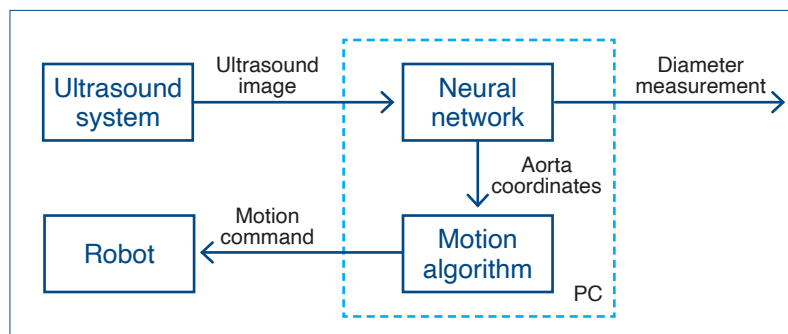 Ultrasound
system
Ultrasound
image
Neural
network
Diameter
measurement
Aorta
coordinates
Robot
Motion
command
Motion
algorithm
PC